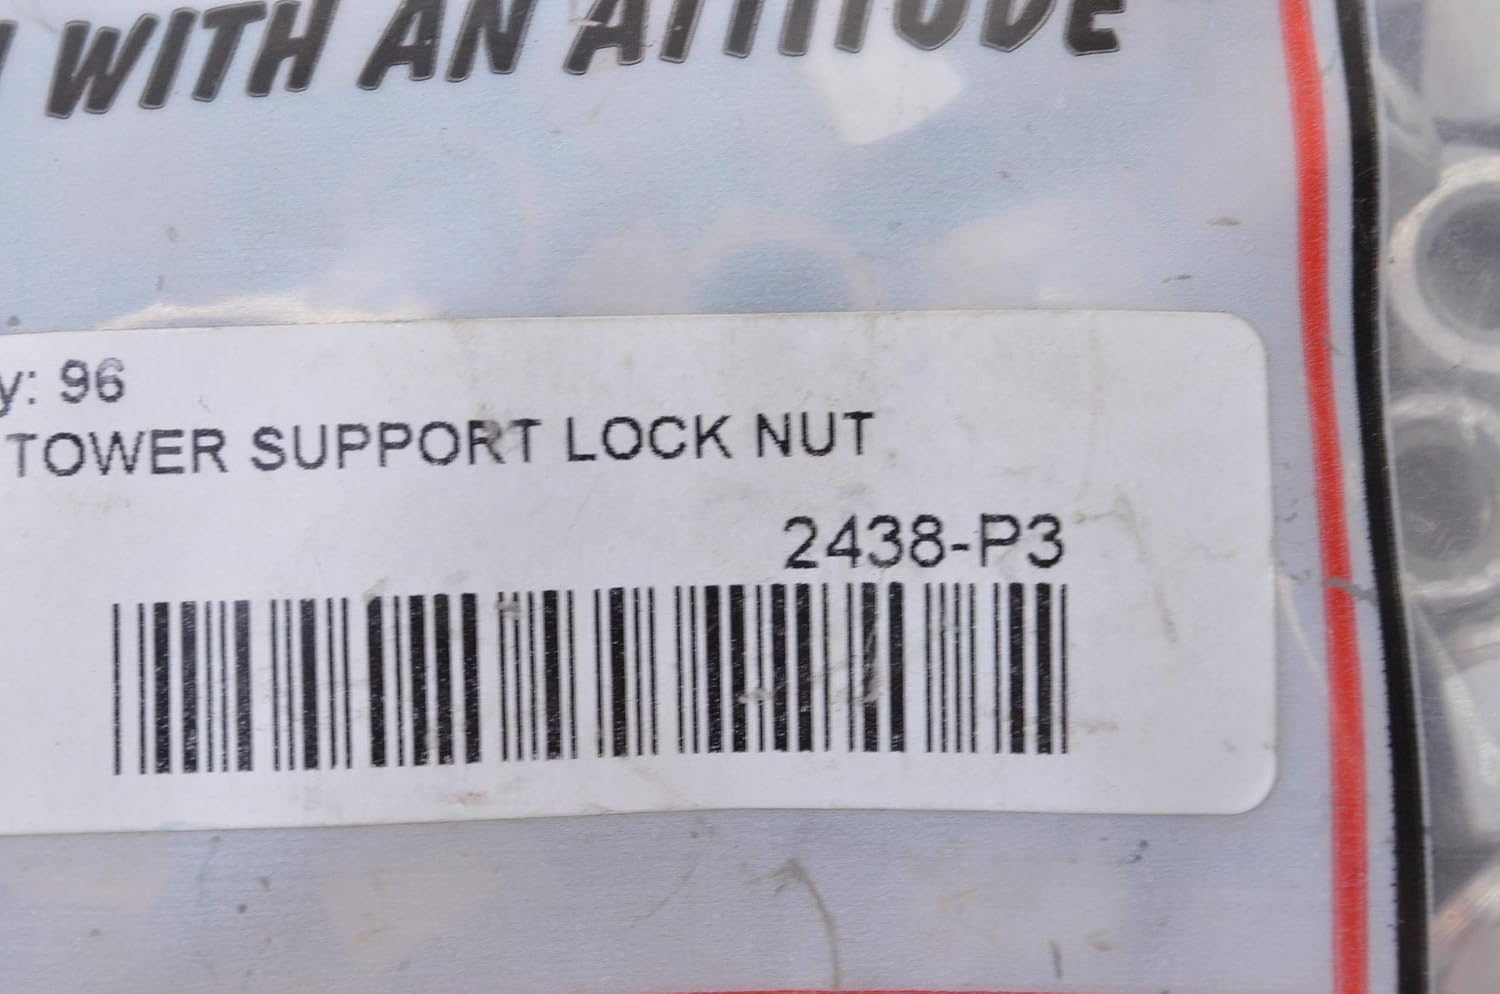 WITH AN ATTITUDE
y: 96
TOWER SUPPORT LOCK NUT
2438-P3